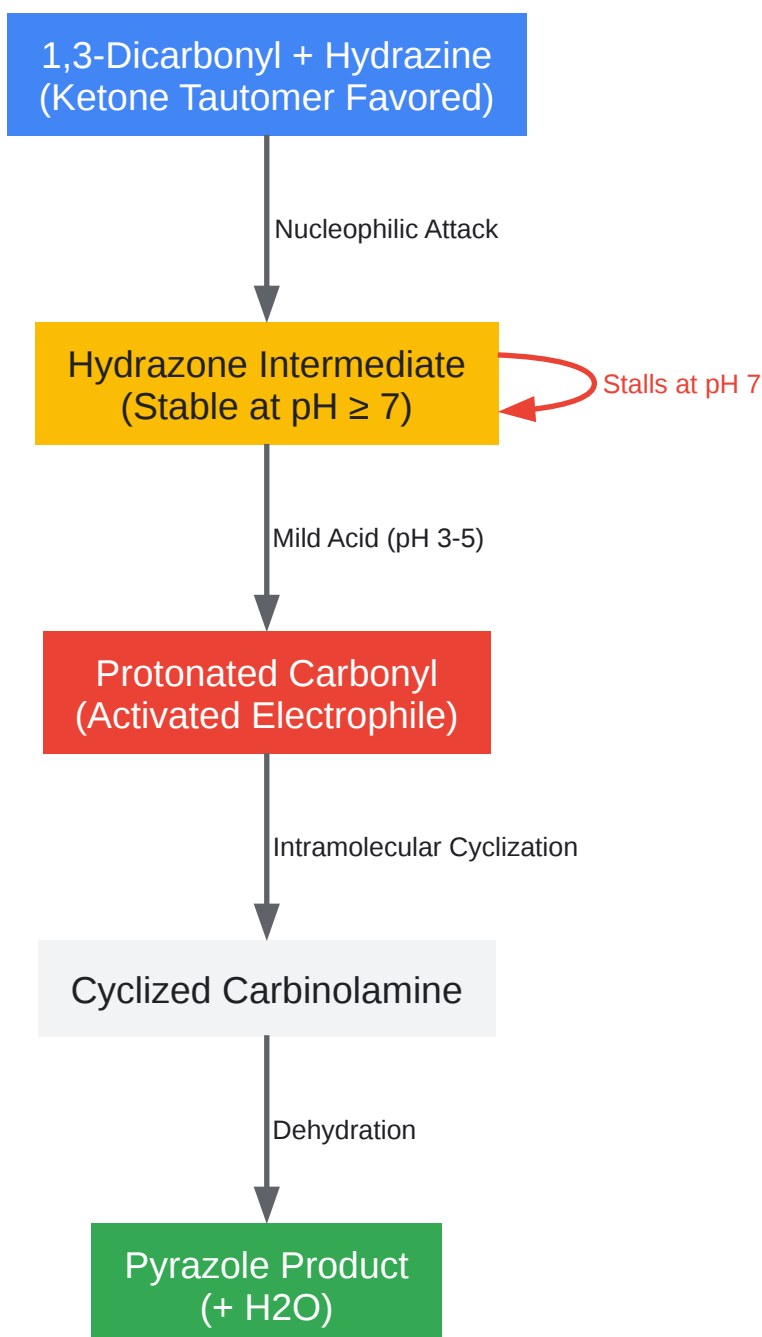 1,3-Dicarbonyl + Hydrazine
(Ketone Tautomer Favored)
Nucleophilic Attack
Hydrazone Intermediate
(Stable at pH ≥ 7)
Stalls at pH 7
Mild Acid (pH 3-5)
Protonated Carbonyl
(Activated Electrophile)
Intramolecular Cyclization
Cyclized Carbinolamine
Dehydration
Pyrazole Product
(+ H2O)